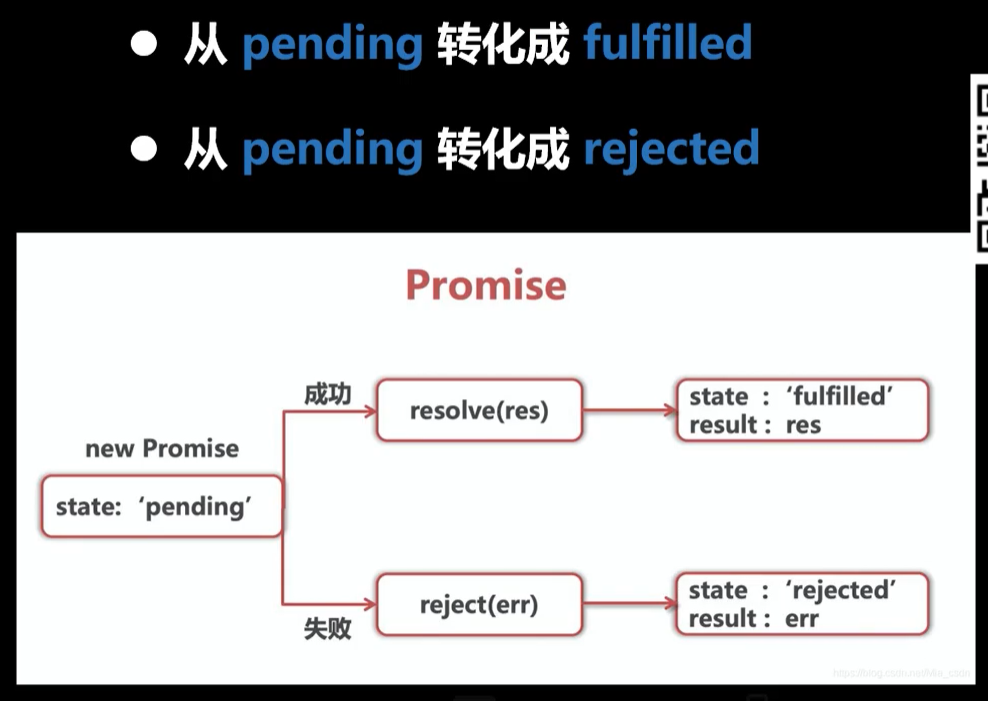 ● 从 pending 转化成 fulfilled
● 从 pending 转化成 rejected
Promise
成功
resolve(res)
state : ‘fulfilled’
result : res
new Promise
state: ‘pending’
失败
reject(err)
state : ‘rejected’
result : err